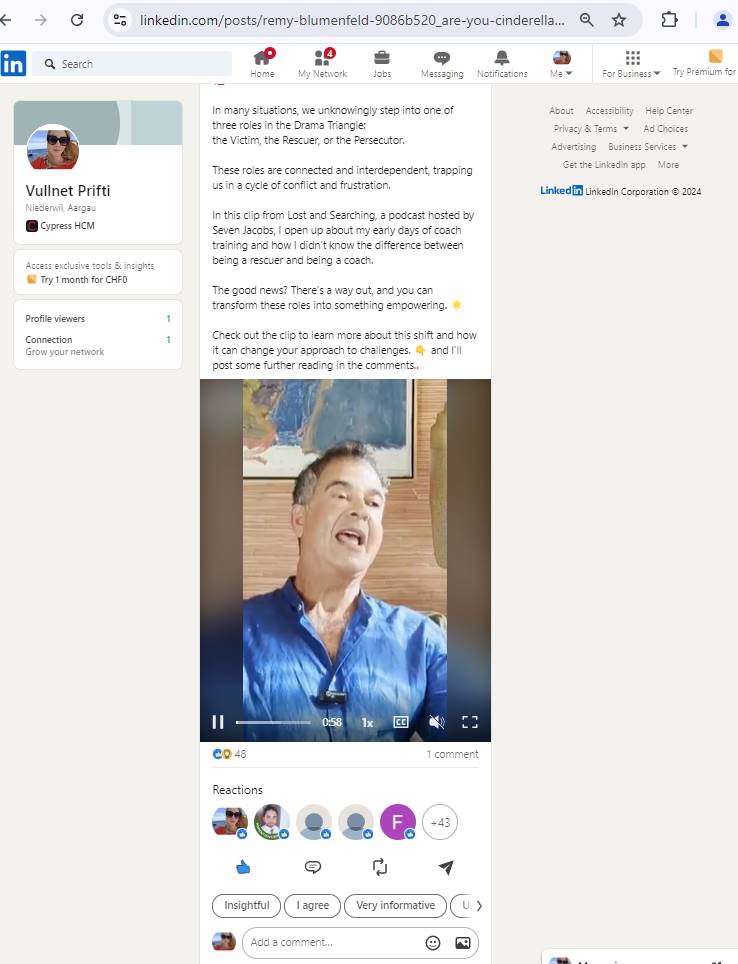 linkedin.com/posts/remy-blumenfeld-9086b520_are-you-cinderella...
in
Search
Home
4
My Network
Jobs
Messaging
Notifications
Me
For Business
Try Premium for
Vullnet Prifti
Niederwil, Aargau
Cypress HCM
Access exclusive tools & insights
Try 1 month for CHF0
Profile viewers 1
Connection 1
Grow your network
In many situations, we unknowingly step into one of
three roles in the Drama Triangle:
the Victim, the Rescuer, or the Persecutor.
These roles are connected and interdependent, trapping
us in a cycle of conflict and frustration.
In this clip from Lost and Searching, a podcast hosted by
Seven Jacobs, I open up about my early days of coach
training and how I didn't know the difference between
being a rescuer and being a coach.
The good news? There's a way out, and you can
transform these roles into something empowering. 🌟
Check out the clip to learn more about this shift and how
it can change your approach to challenges. 👇 and I'll
post some further reading in the comments..
0:58 1x CC
48 1 comment
Reactions
F +43
Insightful I agree Very informative
Add a comment...
About Accessibility Help Center
Privacy & Terms Ad Choices
Advertising Business Services
Get the LinkedIn app More
LinkedIn LinkedIn Corporation © 2024